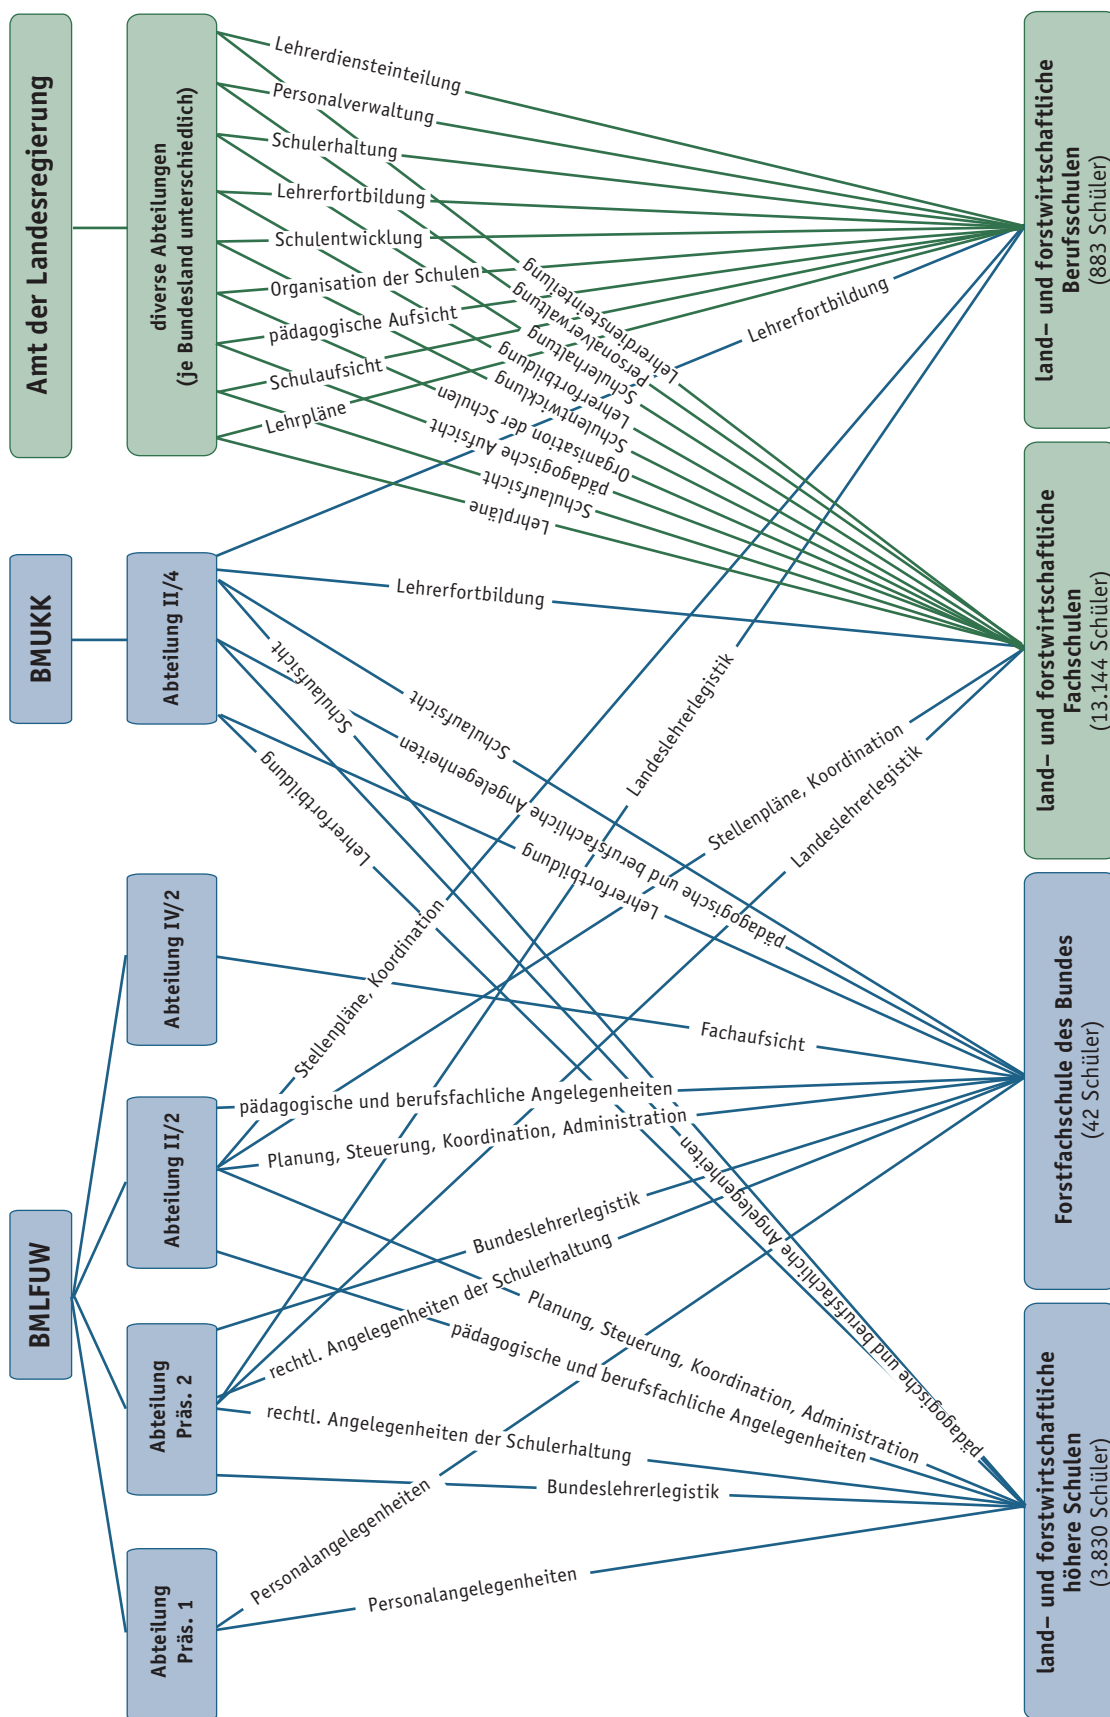 Amt der Landesregierung
diverse Abteilungen
(je Bundesland unterschiedlich)
Lehrerdiensteinteilung
Personalverwaltung
Schulerhaltung
Lehrerfortbildung
Schulentwicklung
Organisation der Schulen
pädagogische Aufsicht
Schulaufsicht
Lehrpläne
Lehrerdiensteinteilung
Personalverwaltung
Schulerhaltung
Lehrerfortbildung
Schulentwicklung
Organisation der Schulen
pädagogische Aufsicht
Schulaufsicht
Lehrpläne
Lehrerfortbildung
land– und forstwirtschaftliche
Berufsschulen
(883 Schüler)
BMUKK
Abteilung II/4
Lehrerfortbildung
Schulaufsicht
Schulaufsicht
pädagogische und berufsfachliche Angelegenheiten
Lehrerfortbildung
Lehrerfortbildung
Landeslehrerlegistik
Stellenpläne, Koordination
Landeslehrerlegistik
land– und forstwirtschaftliche
Fachschulen
(13.144 Schüler)
BMLFUW
Abteilung IV/2
Stellenpläne, Koordination
Fachaufsicht
Abteilung II/2
pädagogische und berufsfachliche Angelegenheiten
Planung, Steuerung, Koordination, Administration
pädagogische und berufsfachliche Angelegenheiten
Bundeslehrerlegistik
rechtl. Angelegenheiten der Schulerhaltung
Planung, Steuerung, Koordination, Administration
pädagogische und berufsfachliche Angelegenheiten
Forstfachschule des Bundes
(42 Schüler)
Abteilung
Präs. 2
rechtl. Angelegenheiten der Schulerhaltung
Bundeslehrerlegistik
Abteilung
Präs. 1
Personalangelegenheiten
Personalangelegenheiten
land– und forstwirtschaftliche
höhere Schulen
(3.830 Schüler)